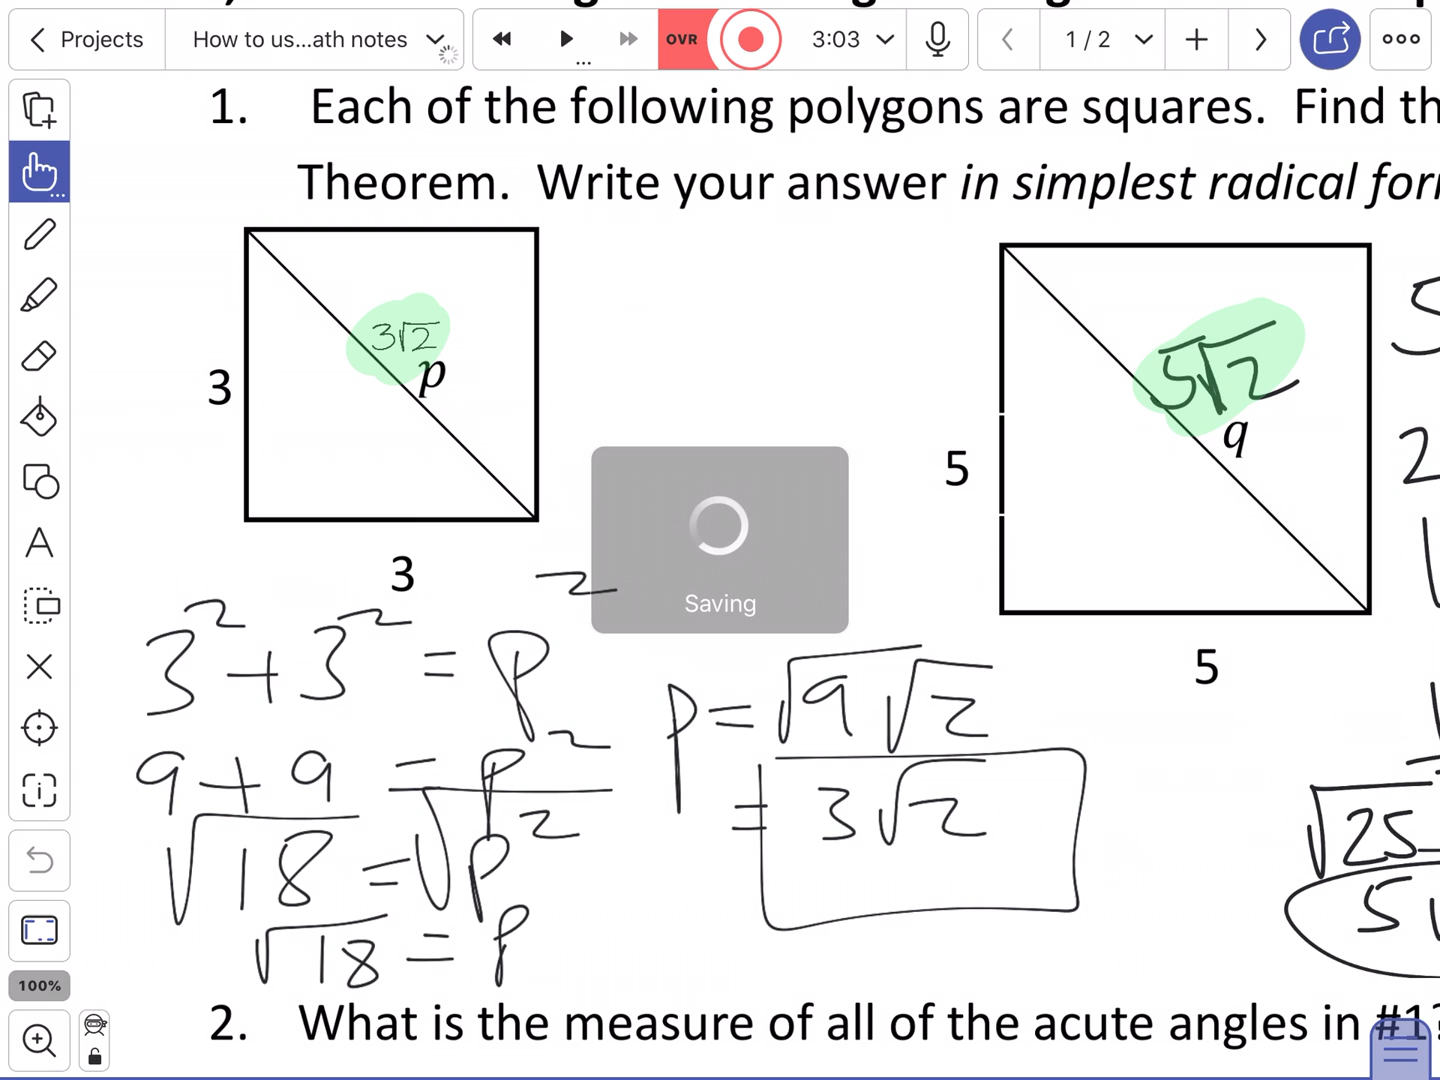 Projects
How to us...ath notes
OVR
3:03
1 / 2
1. Each of the following polygons are squares. Find th
Theorem. Write your answer in simplest radical for
3√2
p
3
3
5√2
q
5
5
Saving
3² + 3² = p²
9 + 9 = p²
√18 = √p²
√18 = p
p = √9 √2
= 3√2
5
2
√25
5
100%
2. What is the measure of all of the acute angles in #1?